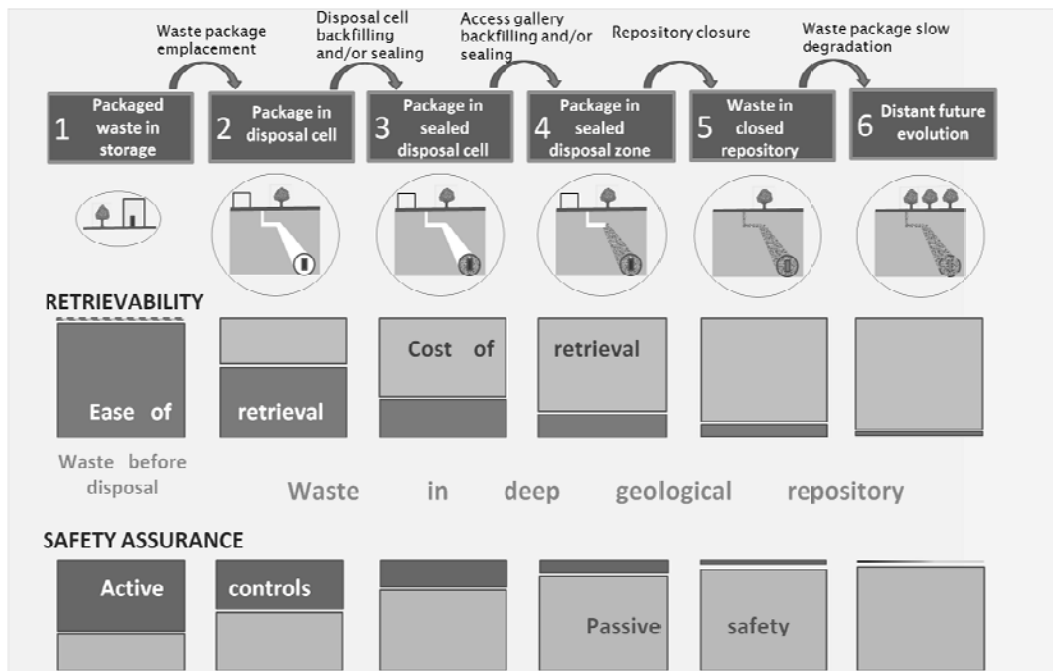 Waste package
emplacement
Disposal cell
backfilling
and/or sealing
Access gallery
backfilling and/or
sealing
Repository closure
Waste package slow
degradation
1 Packaged
waste in
storage
2 Package in
disposal cell
3 Package in
sealed
disposal cell
4 Package in
sealed
disposal zone
5 Waste in
closed
repository
6 Distant future
evolution
RETRIEVABILITY
Cost of retrieval
Ease of retrieval
Waste before
disposal
Waste in deep geological repository
SAFETY ASSURANCE
Active controls
Passive safety